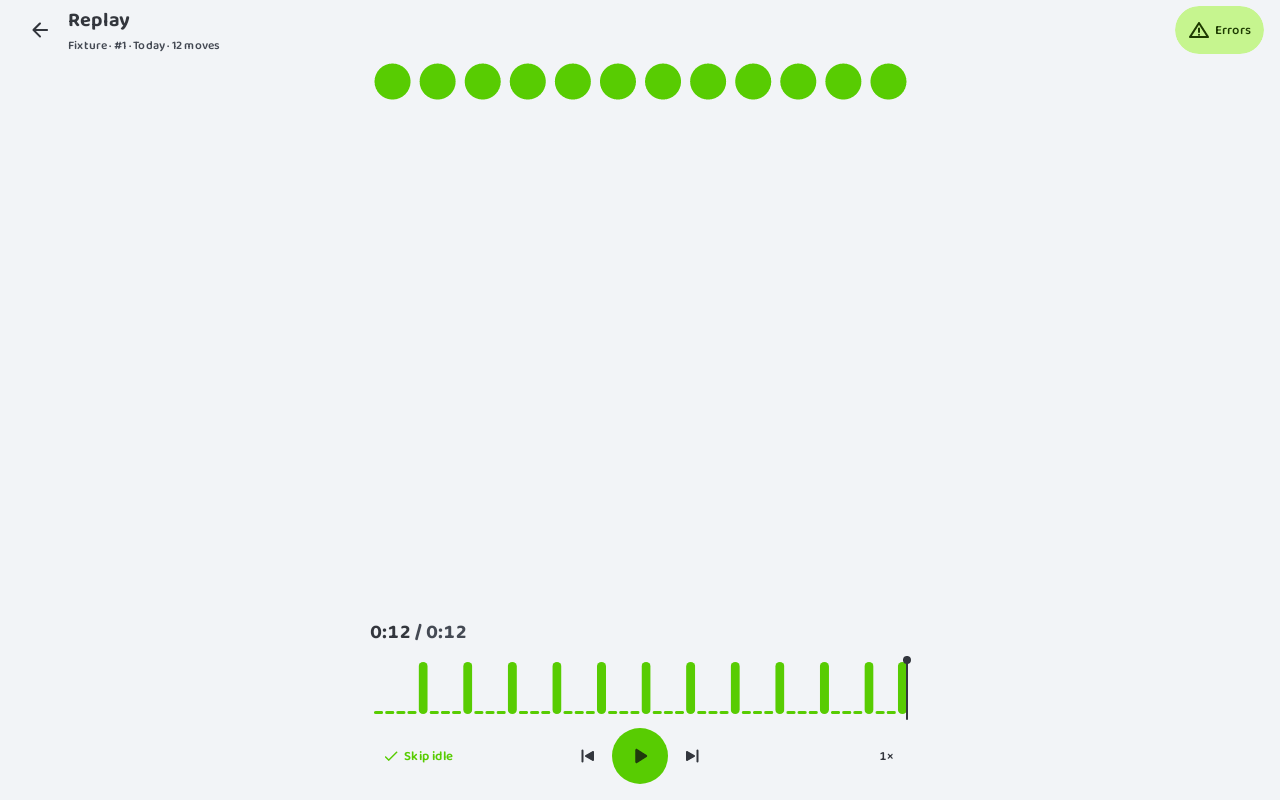 Replay
Fixture · #1 · Today · 12 moves
Errors
0:12 / 0:12
Skip idle
1×